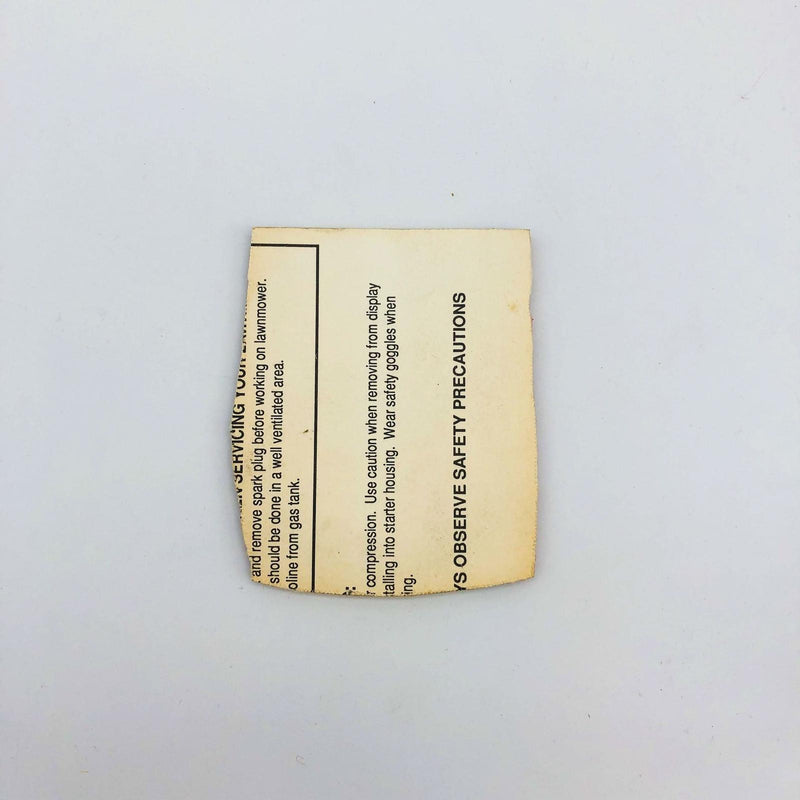 SERVICING YOUR
and remove spark plug before working on lawnmower.
should be done in a well ventilated area.
oline from gas tank.
r compression. Use caution when removing from display
talling into starter housing. Wear safety goggles when
ing.
YS OBSERVE SAFETY PRECAUTIONS